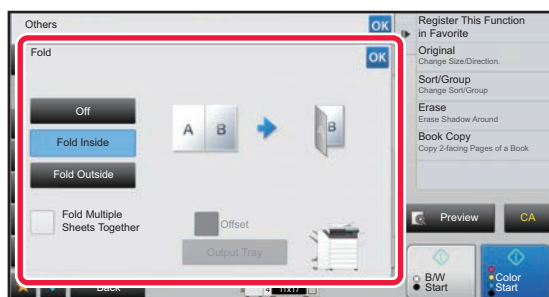 Others
OK
Fold
OK
Off
Fold Inside
Fold Outside
Fold Multiple
Sheets Together
A B
B
Offset
Output Tray
Back
4 11x17
Register This Function
in Favorite
Original
Change Size/Direction.
Sort/Group
Change Sort/Group
Erase
Erase Shadow Around
Book Copy
Copy 2-facing Pages of a Book
Preview
CA
B/W
Start
Color
Start